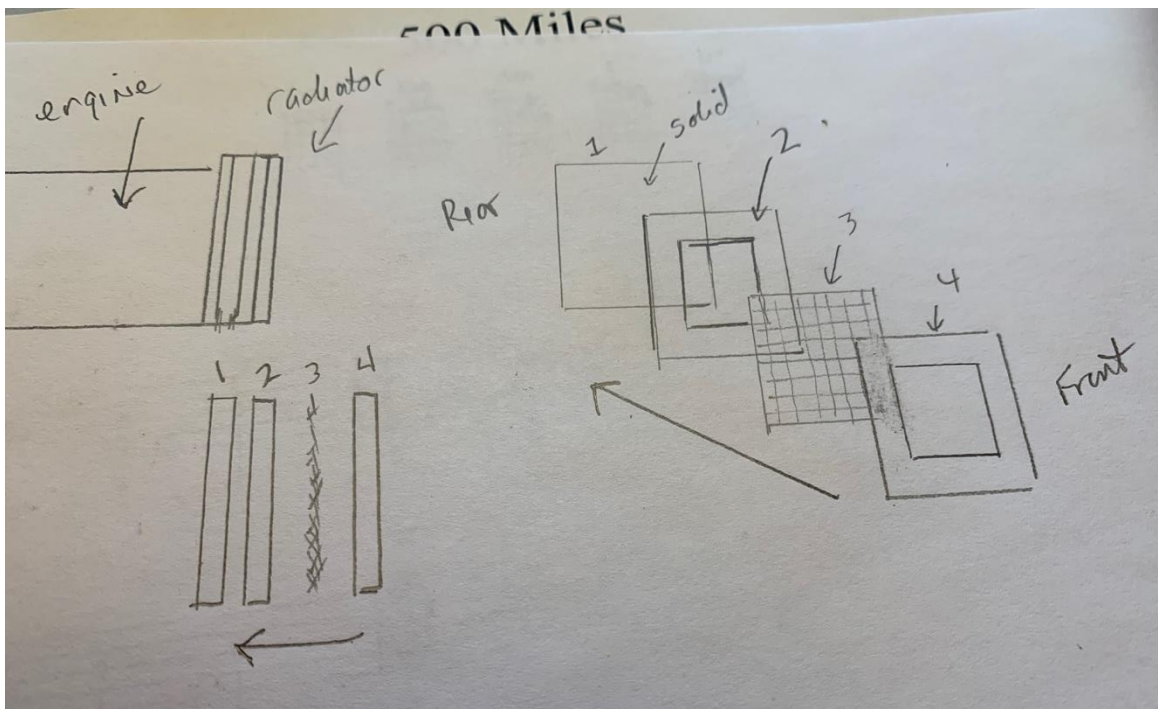 500 Miles
engine
radiator
Rear
1
solid
2
3
4
Front
1 2 3 4